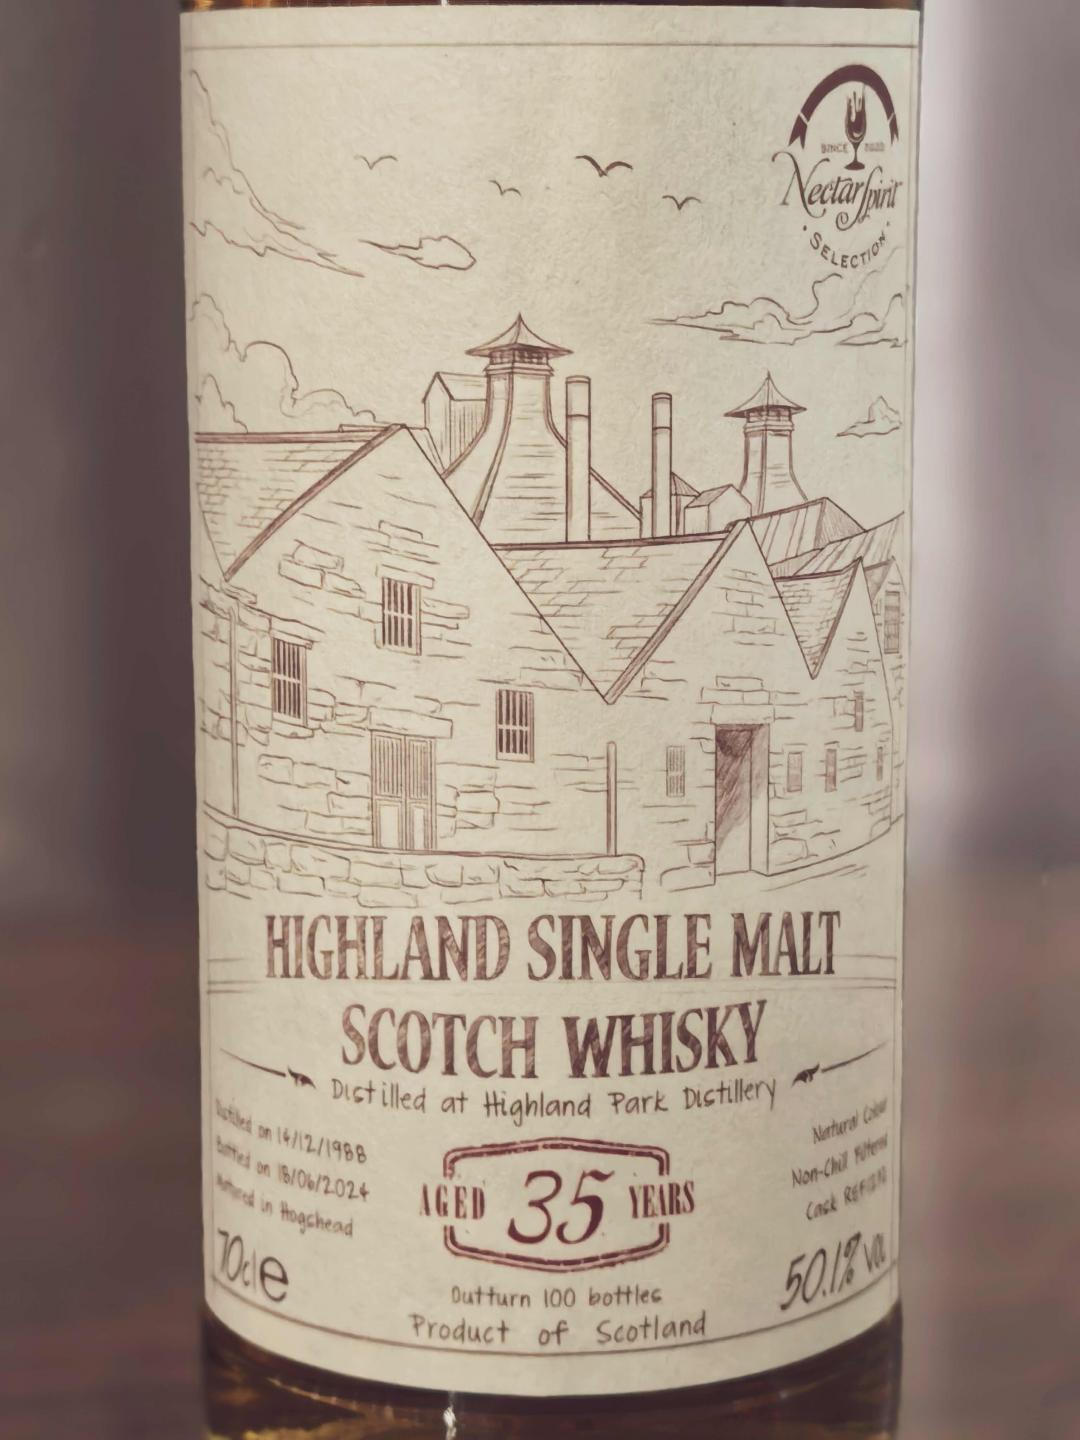 SINCE
Nectar Spirit
SELECTION
HIGHLAND SINGLE MALT
SCOTCH WHISKY
Distilled at Highland Park Distillery
Distilled on 14/12/1988
Bottled on 18/06/2024
Matured in Hogshead
70cl e
AGED 35 YEARS
Outturn 100 bottles
Product of Scotland
Natural Colour
Non-Chill Filtered
Cask
50.1% VOL